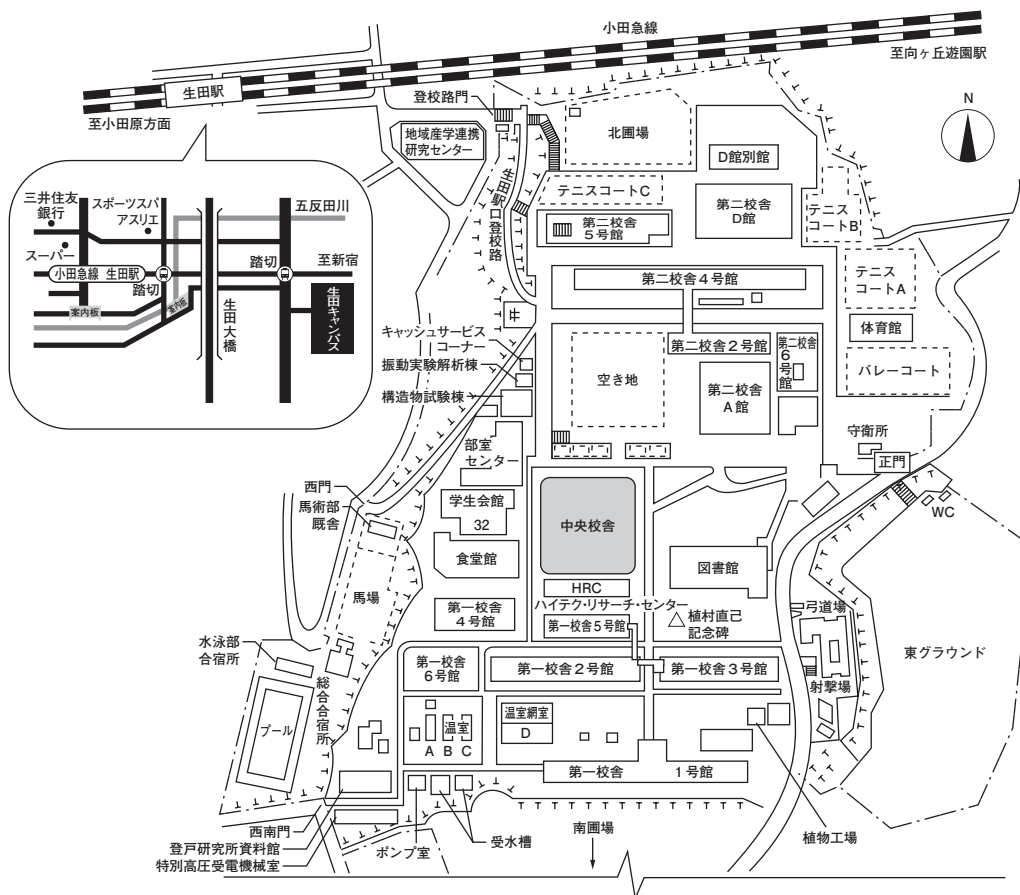 小田急線
至向ヶ丘遊園駅
生田駅
至小田原方面
登校路門
地域産学連携
研究センター
生田駅口登校路
北圃場
D館別館
N
テニスコートC
第二校舎
5号館
第二校舎
D館
テニス
コートB
テニス
コートA
三井住友
銀行
スポーツスパ
アスリエ
五反田川
スーパー
小田急線 生田駅
踏切
踏切
至新宿
案内板
案内板
生田大橋
生田キャンパス
第二校舎4号館
井
体育館
キャッシュサービス
コーナー
振動実験解析棟
構造物試験棟
空き地
第二校舎2号館
第二校舎
6号館
第二校舎
A館
バレーコート
守衛所
正門
WC
部室
センター
西門
馬術部
厩舎
学生会館
32
中央校舎
食堂館
図書館
馬場
HRC
ハイテク・リサーチ・センター
第一校舎
4号館
第一校舎5号館
植村直己
記念碑
弓道場
東グラウンド
射撃場
水泳部
合宿所
総合合宿所
プール
第一校舎
6号館
第一校舎2号館
第一校舎3号館
温室
A B C
温室網室
D
第一校舎 1号館
西南門
登戸研究所資料館
特別高圧受電機械室
ポンプ室
受水槽
南圃場
植物工場